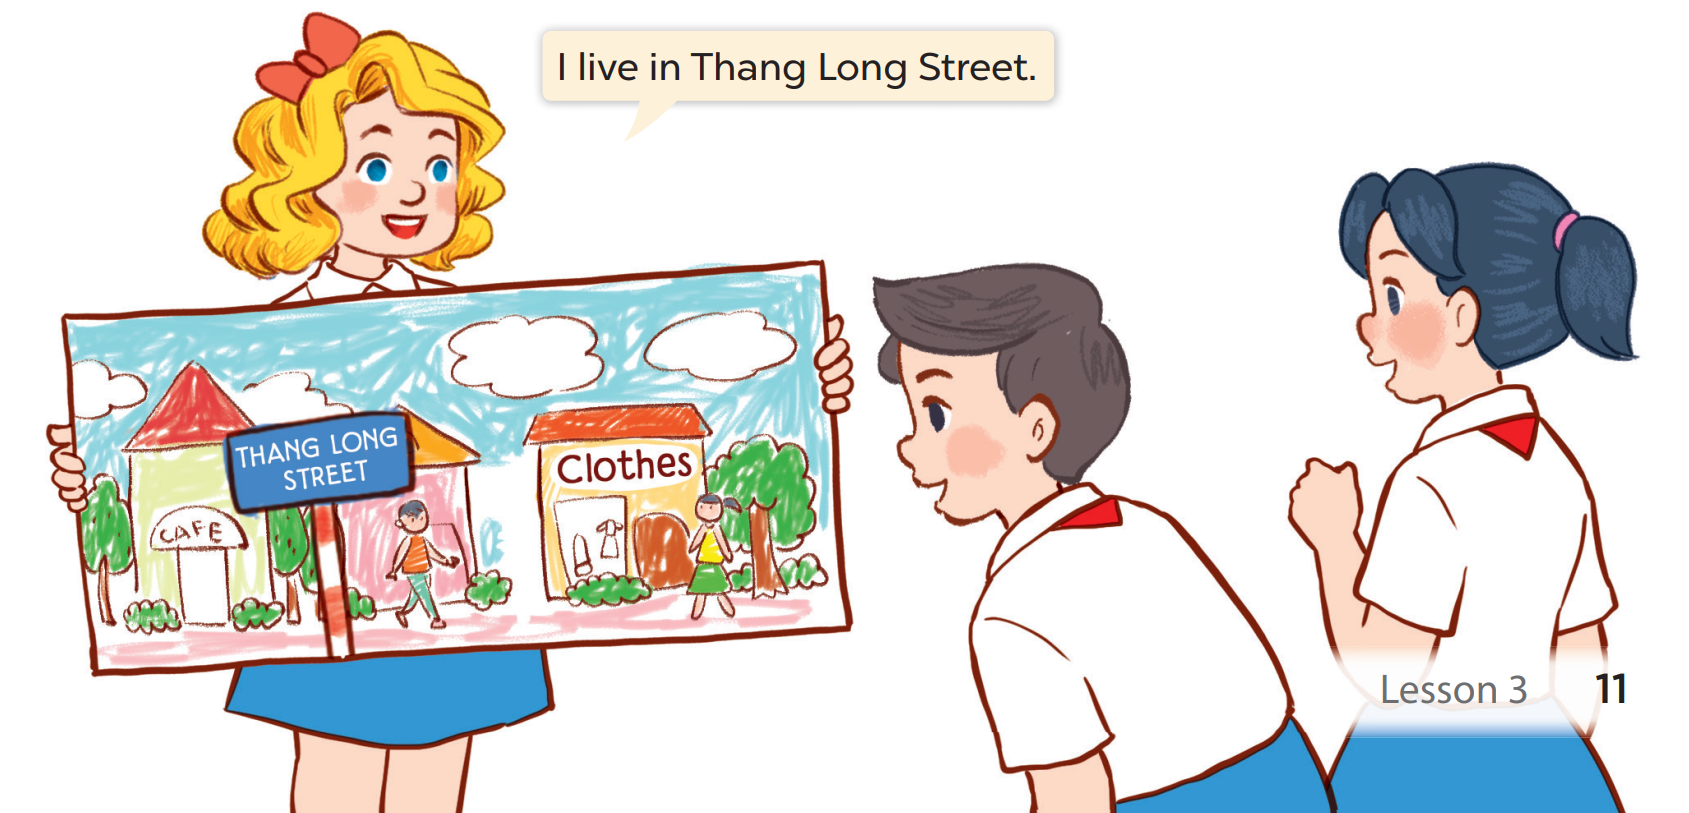 I live in Thang Long Street.
THANG LONG
STREET
CAFE
Clothes
Lesson 3 11